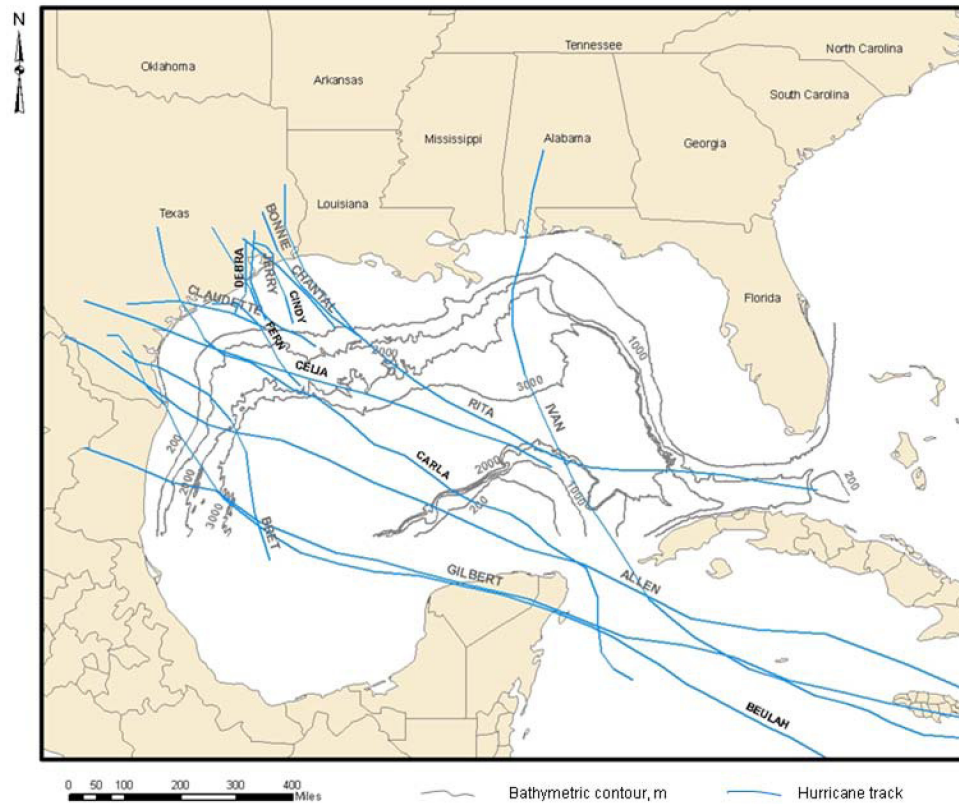 N
Tennessee
North Carolina
Oklahoma
Arkansas
South Carolina
Mississippi
Alabama
Georgia
Texas
Louisiana
BONNIE
DEBRA
JERRY
CHANTAL
CINDY
CLAUDETTE
FERN
Florida
1000
2000
CELIA
3000
RITA
IVAN
200
CARLA
2000
2000
1000
200
200
3000
BRET
GILBERT
ALLEN
BEULAH
0 50 100 200 300 400
Miles
Bathymetric contour, m
Hurricane track